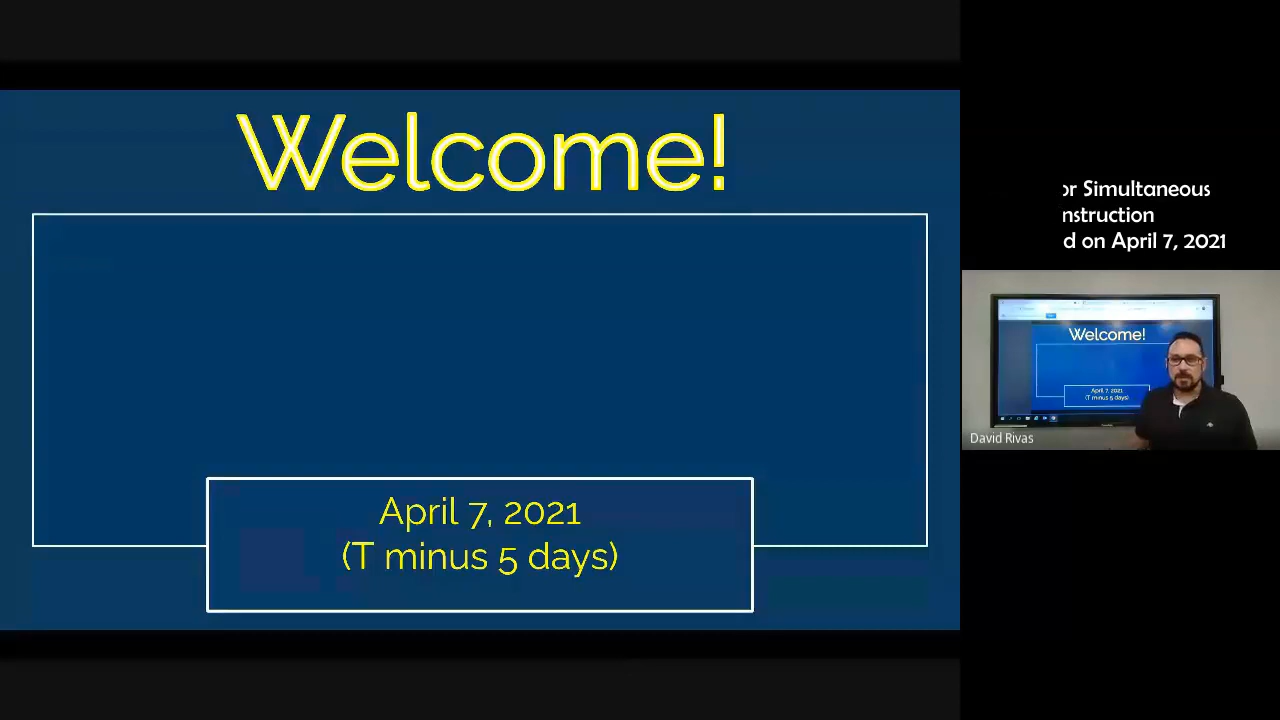 Welcome!
April 7, 2021
(T minus 5 days)
or Simultaneous
nstruction
d on April 7, 2021
Welcome!
April 7, 2021
(T minus 5 days)
David Rivas